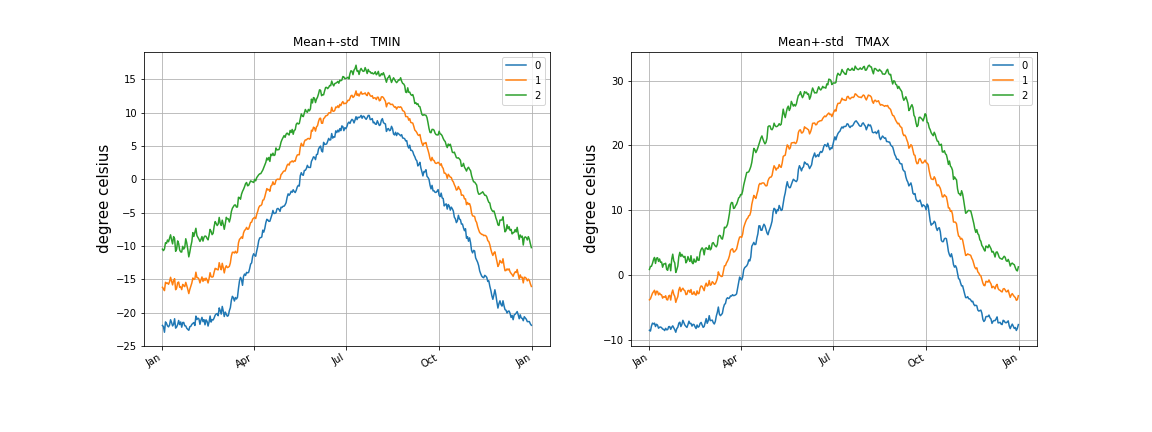 Mean+-std TMIN
degree celsius
15
10
5
0
−5
−10
−15
−20
−25
Jan
Apr
Jul
Oct
Jan
0
1
2
Mean+-std TMAX
degree celsius
30
20
10
0
−10
Jan
Apr
Jul
Oct
Jan
0
1
2